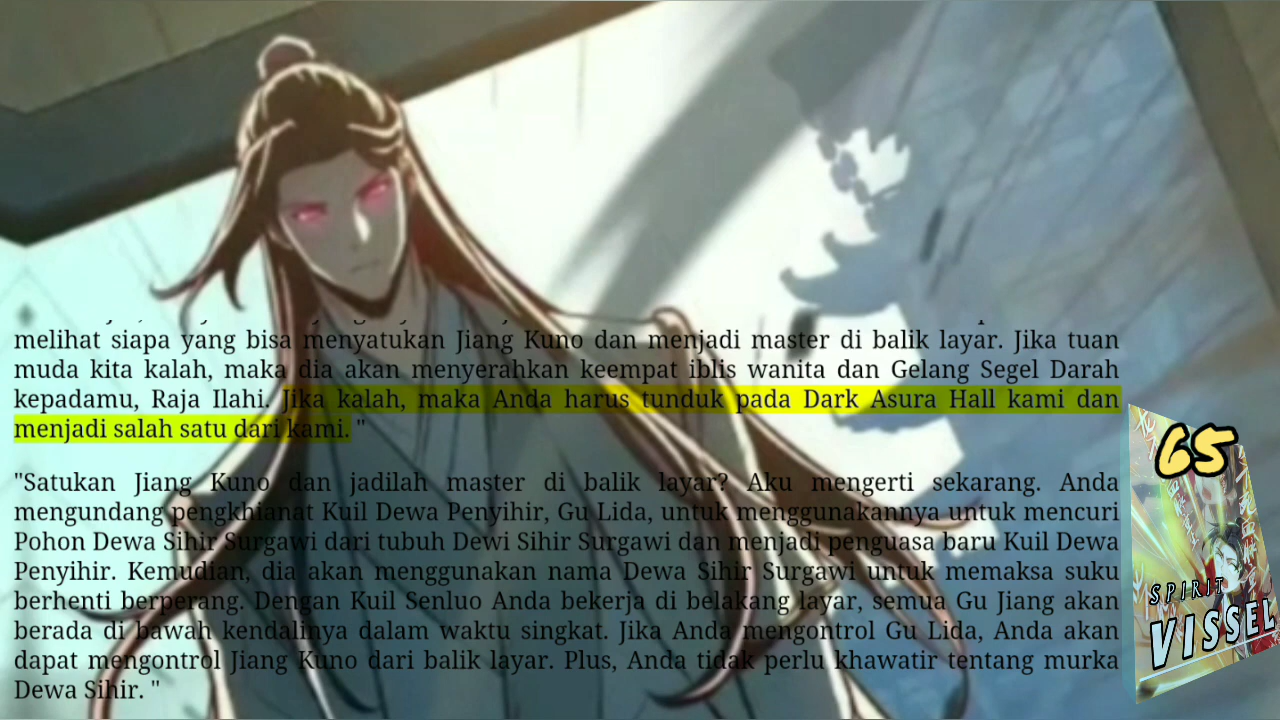 melihat siapa yang bisa menyatukan Jiang Kuno dan menjadi master di balik layar. Jika tuan
muda kita kalah, maka dia akan menyerahkan keempat iblis wanita dan Gelang Segel Darah
kepadamu, Raja Ilahi. Jika kalah, maka Anda harus tunduk pada Dark Asura Hall kami dan
menjadi salah satu dari kami. "
"Satukan Jiang Kuno dan jadilah master di balik layar? Aku mengerti sekarang. Anda
mengundang pengkhianat Kuil Dewa Penyihir, Gu Lida, untuk menggunakannya untuk mencuri
Pohon Dewa Sihir Surgawi dari tubuh Dewi Sihir Surgawi dan menjadi penguasa baru Kuil Dewa
Penyihir. Kemudian, dia akan menggunakan nama Dewa Sihir Surgawi untuk memaksa suku
berhenti berperang. Dengan Kuil Senluo Anda bekerja di belakang layar, semua Gu Jiang akan
berada di bawah kendalinya dalam waktu singkat. Jika Anda mengontrol Gu Lida, Anda akan
dapat mengontrol Jiang Kuno dari balik layar. Plus, Anda tidak perlu khawatir tentang murka
Dewa Sihir. "
65
SPIRIT
VISSEL